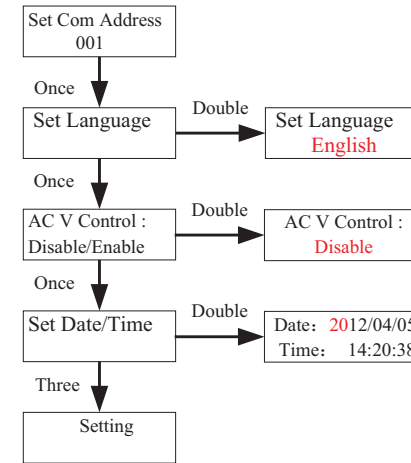 Set Com Address
001
Once
Set Language
Double
Set Language
English
Once
AC V Control :
Disable/Enable
Double
AC V Control :
Disable
Once
Set Date/Time
Double
Date：2012/04/05
Time： 14:20:38
Three
Setting